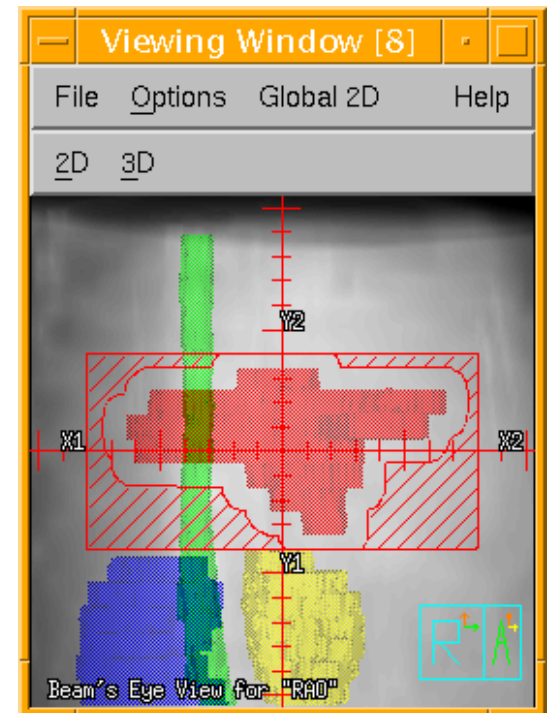 Viewing Window [8]
File Options Global 2D Help
2D 3D
Y2
X1 X2
Y1
R A
Beam's Eye View for "RAO"